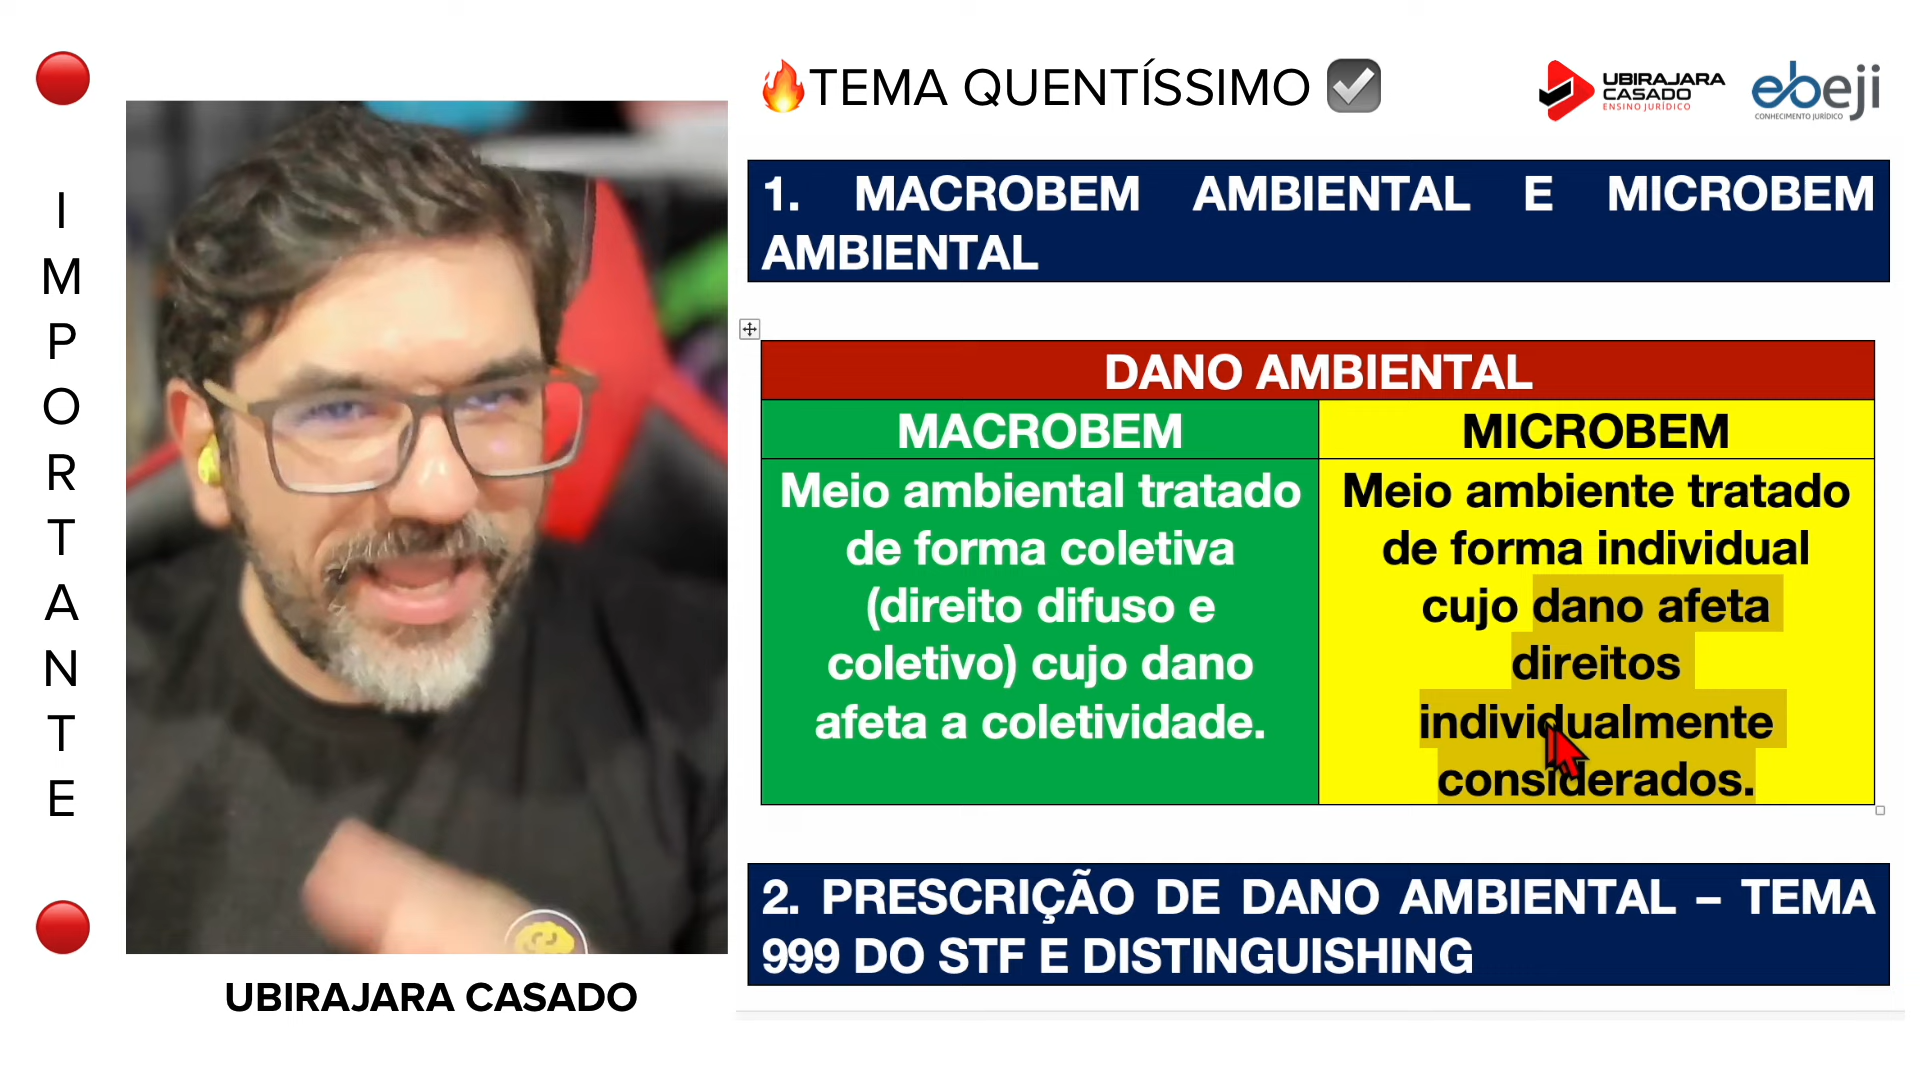 🔥TEMA QUENTÍSSIMO ☑
UBIRAJARA
CASADO
ENSINO JURÍDICO
ebeji
CONHECIMENTO JURÍDICO
IMPORTANTE
1. MACROBEM AMBIENTAL E MICROBEM
AMBIENTAL
DANO AMBIENTAL
MACROBEM
Meio ambiental tratado
de forma coletiva
(direito difuso e
coletivo) cujo dano
afeta a coletividade.
MICROBEM
Meio ambiente tratado
de forma individual
cujo dano afeta
direitos
individualmente
considerados.
2. PRESCRIÇÃO DE DANO AMBIENTAL – TEMA
999 DO STF E DISTINGUISHING
UBIRAJARA CASADO